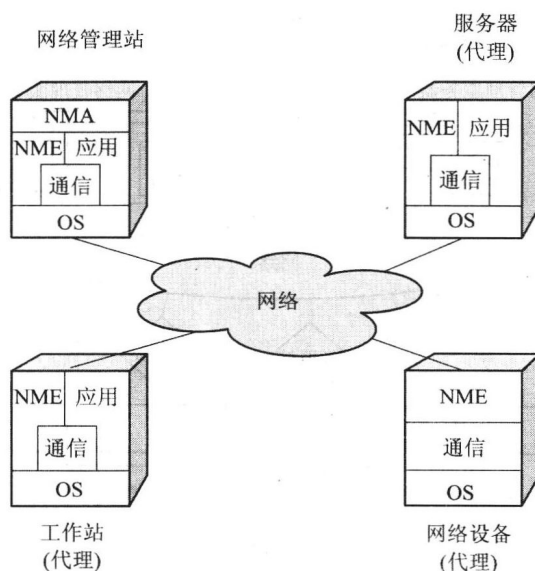 网络管理站
NMA
NME 应用
通信
OS
服务器
(代理)
NME 应用
通信
OS
网络
NME 应用
通信
OS
工作站
(代理)
NME
通信
OS
网络设备
(代理)